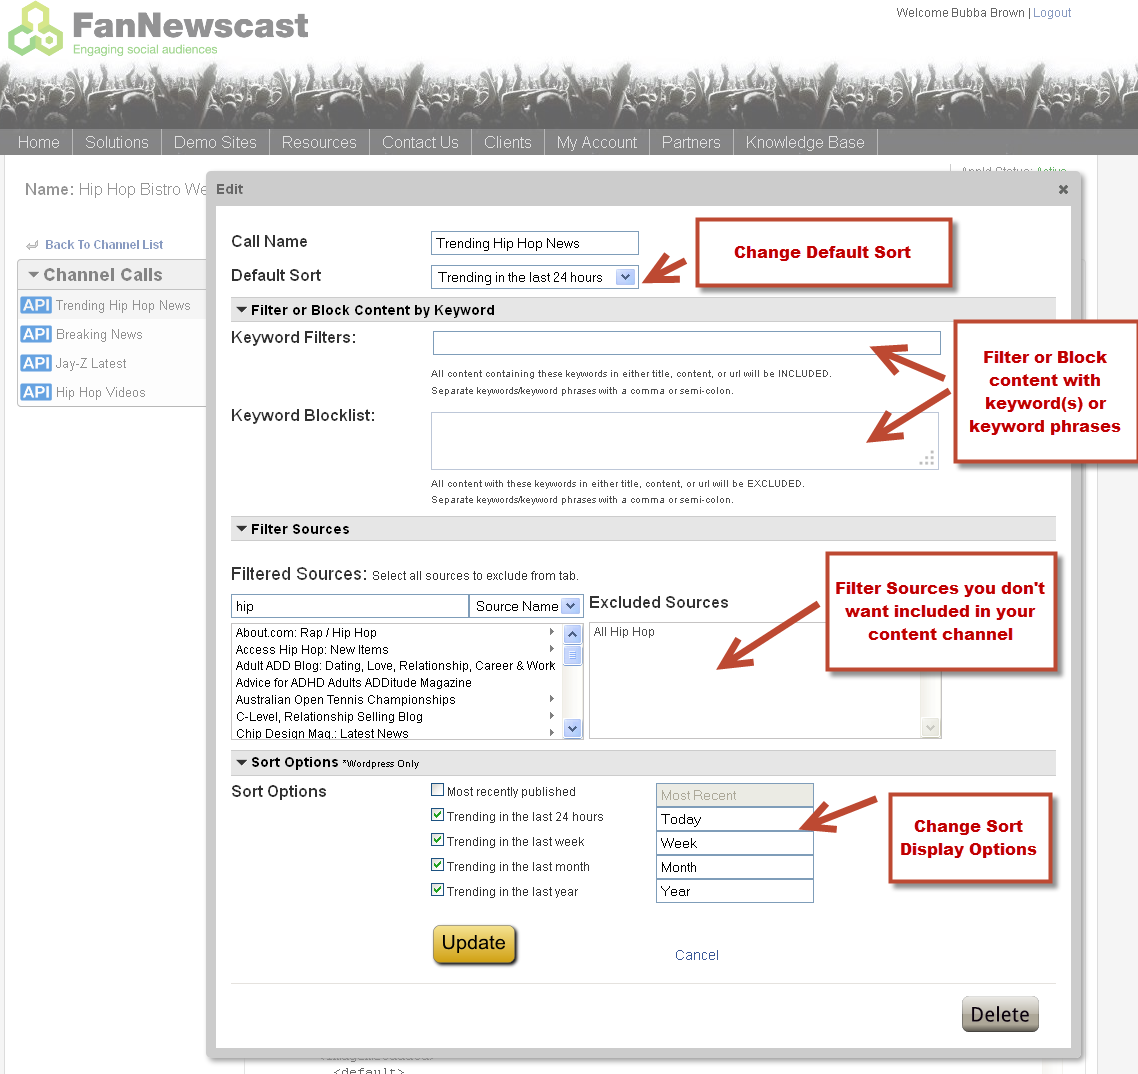 FanNewscast
Engaging social audiences
Welcome Bubba Brown | Logout
Home Solutions Demo Sites Resources Contact Us Clients My Account Partners Knowledge Base
Name: Hip Hop Bistro We
AppId Status: Active
Back To Channel List
Channel Calls
API Trending Hip Hop News
API Breaking News
API Jay-Z Latest
API Hip Hop Videos
Edit
Call Name
Trending Hip Hop News
Default Sort
Trending in the last 24 hours
Change Default Sort
Filter or Block Content by Keyword
Keyword Filters:
All content containing these keywords in either title, content, or url will be INCLUDED.
Separate keywords/keyword phrases with a comma or semi-colon.
Filter or Block
content with
keyword(s) or
keyword phrases
Keyword Blocklist:
All content with these keywords in either title, content, or url will be EXCLUDED.
Separate keywords/keyword phrases with a comma or semi-colon.
Filter Sources
Filtered Sources: Select all sources to exclude from tab.
hip
Source Name
About.com: Rap / Hip Hop
Access Hip Hop: New Items
Adult ADD Blog: Dating, Love, Relationship, Career & Work
Advice for ADHD Adults ADDitude Magazine
Australian Open Tennis Championships
C-Level, Relationship Selling Blog
Chip Design Mag.: Latest News
Excluded Sources
All Hip Hop
Filter Sources you don't
want included in your
content channel
Sort Options *Wordpress Only
Sort Options
Most recently published
Most Recent
Trending in the last 24 hours
Today
Trending in the last week
Week
Trending in the last month
Month
Trending in the last year
Year
Change Sort
Display Options
Update
Cancel
Delete
<default>